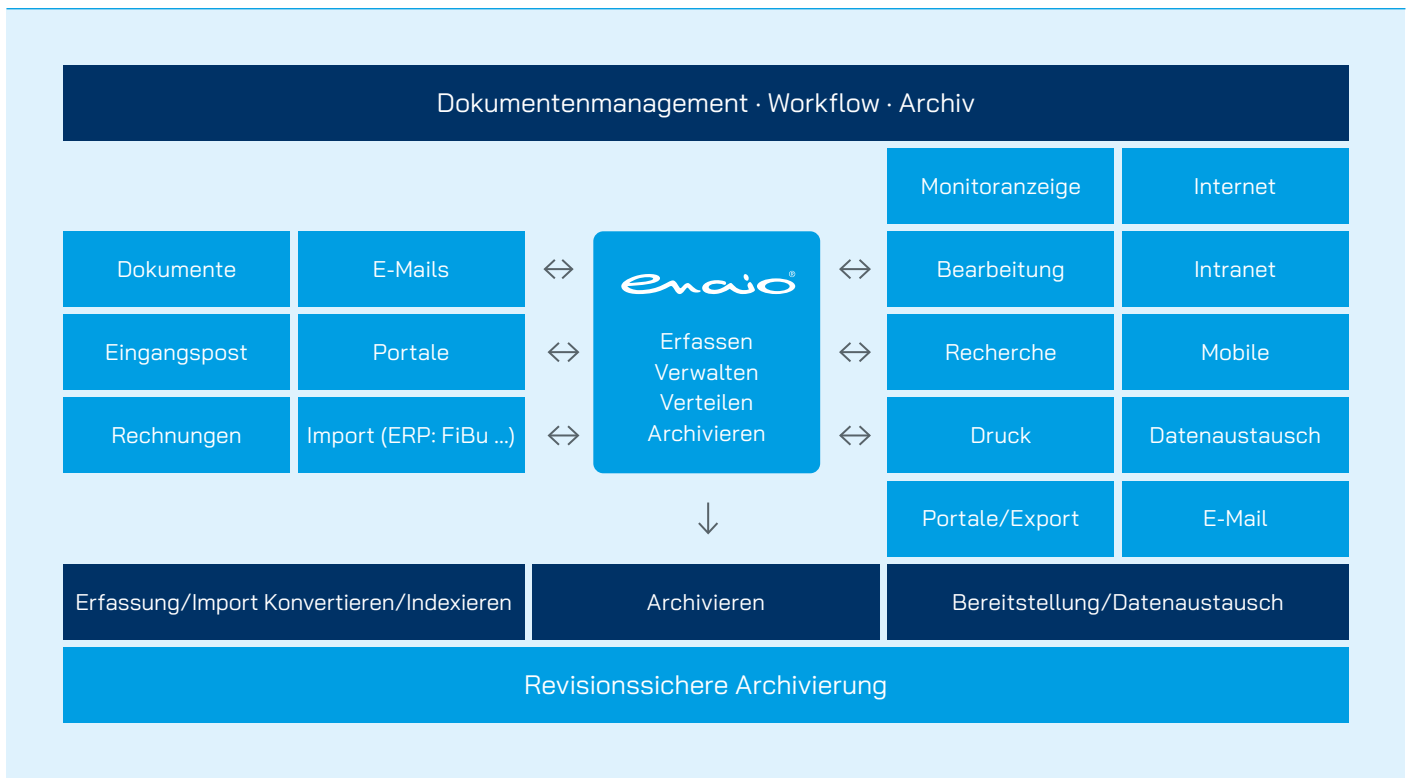 Dokumentenmanagement · Workflow · Archiv
Monitoranzeige
Internet
Dokumente
E-Mails
enaio®
Bearbeitung
Intranet
Eingangspost
Portale
Erfassen
Verwalten
Verteilen
Archivieren
Recherche
Mobile
Rechnungen
Import (ERP: FiBu ...)
Druck
Datenaustausch
Portale/Export
E-Mail
Erfassung/Import Konvertieren/Indexieren
Archivieren
Bereitstellung/Datenaustausch
Revisionssichere Archivierung